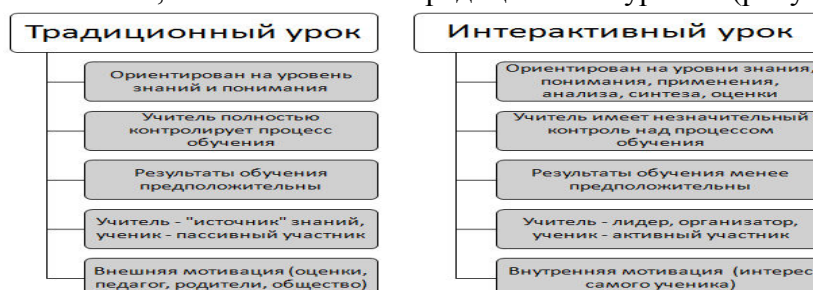 Традиционный урок
Ориентирован на уровень
знаний и понимания
Учитель полностью
контролирует процесс
обучения
Результаты обучения
предположительны
Учитель - "источник" знаний,
ученик - пассивный участник
Внешняя мотивация (оценки,
педагог, родители, общество)
Интерактивный урок
Ориентирован на уровни знания,
понимания, применения,
анализа, синтеза, оценки
Учитель имеет незначительный
контроль над процессом
обучения
Результаты обучения менее
предположительны
Учитель - лидер, организатор,
ученик - активный участник
Внутренняя мотивация (интерес
самого ученика)